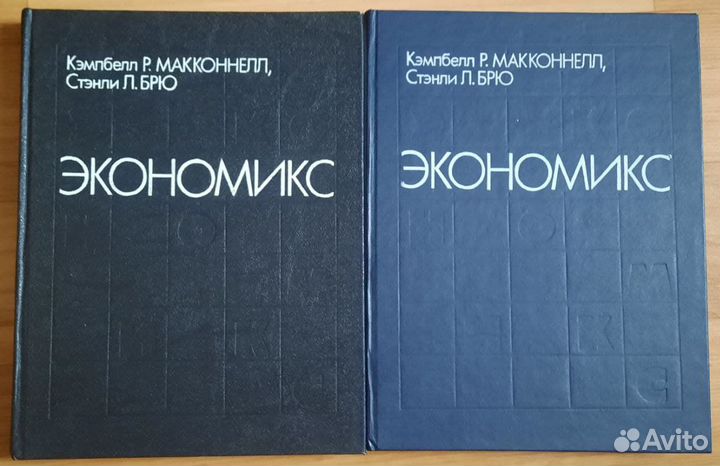 Кэмпбелл Р. МАККОННЕЛЛ,
Стэнли Л. БРЮ
ЭКОНОМИКС
Кэмпбелл Р. МАККОННЕЛЛ,
Стэнли Л. БРЮ
ЭКОНОМИКС
Avito